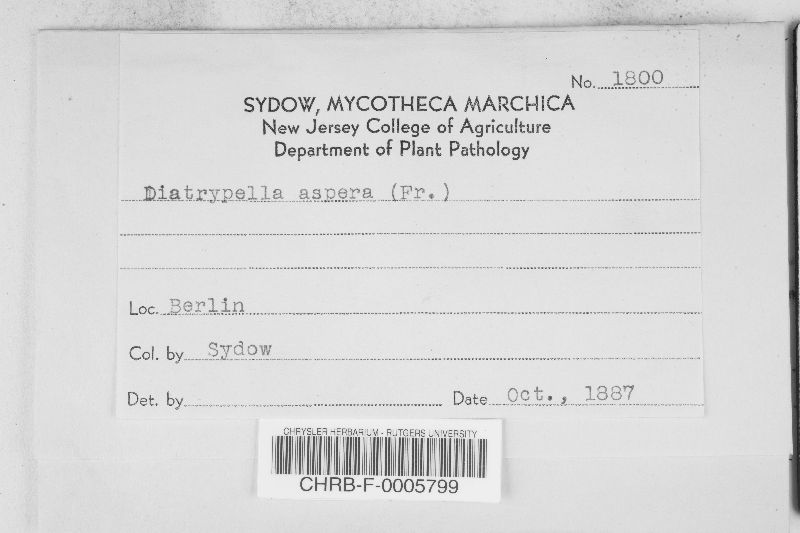 No. 1800
SYDOW, MYCOTHECA MARCHICA
New Jersey College of Agriculture
Department of Plant Pathology
Diatrypella aspera (Fr.)
Loc. Berlin
Col. by Sydow
Det. by Date Oct., 1887
CHRYSLER HERBARIUM - RUTGERS UNIVERSITY
CHRB-F-0005799